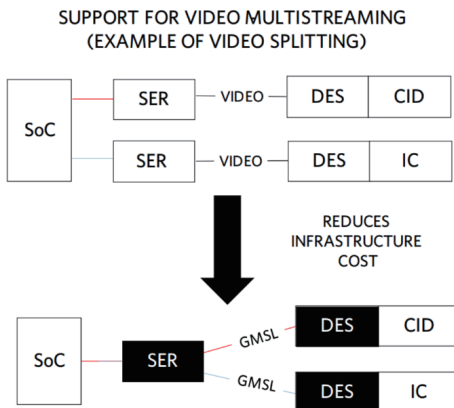 SUPPORT FOR VIDEO MULTISTREAMING
(EXAMPLE OF VIDEO SPLITTING)
SoC
SER
VIDEO
DES
CID
SER
VIDEO
DES
IC
REDUCES
INFRASTRUCTURE
COST
SoC
SER
GMSL
DES
CID
GMSL
DES
IC